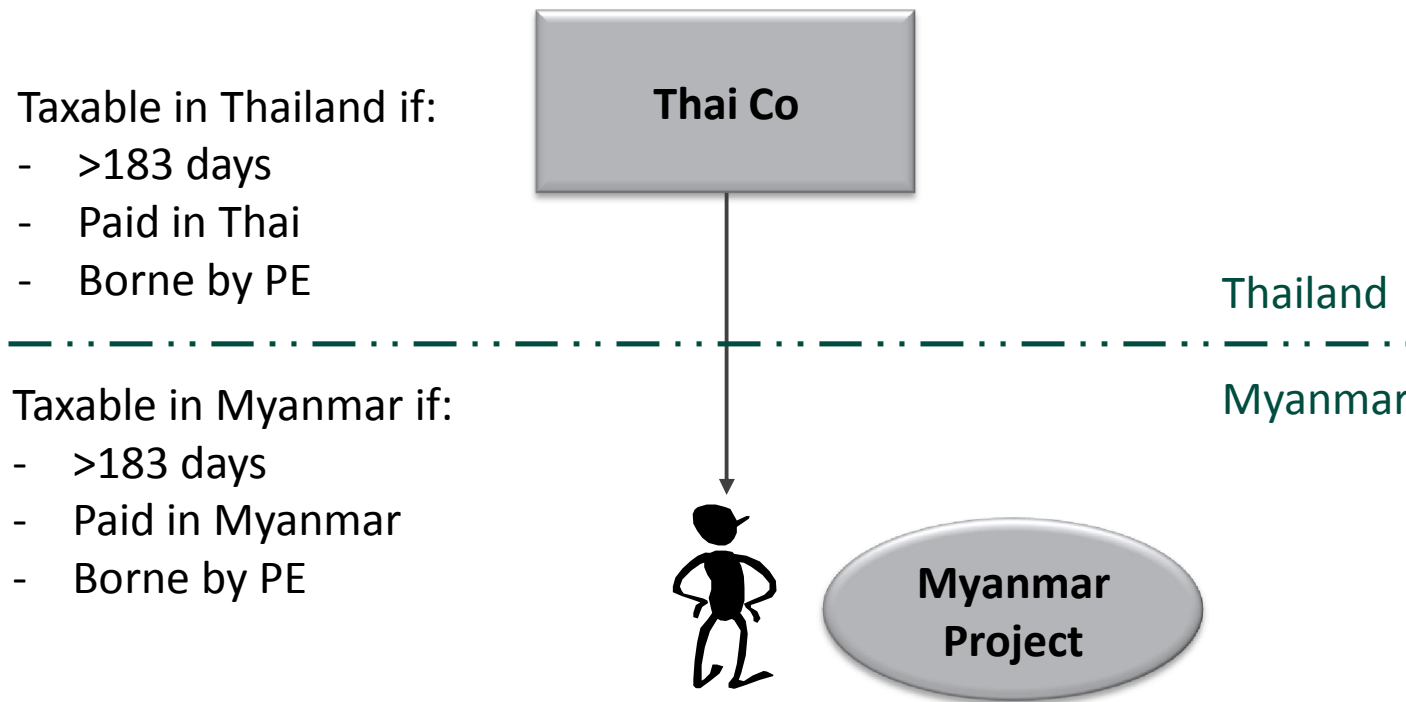 Thai Co
Taxable in Thailand if:
- >183 days
- Paid in Thai
- Borne by PE
Thailand
Myanmar
Taxable in Myanmar if:
- >183 days
- Paid in Myanmar
- Borne by PE
Myanmar
Project